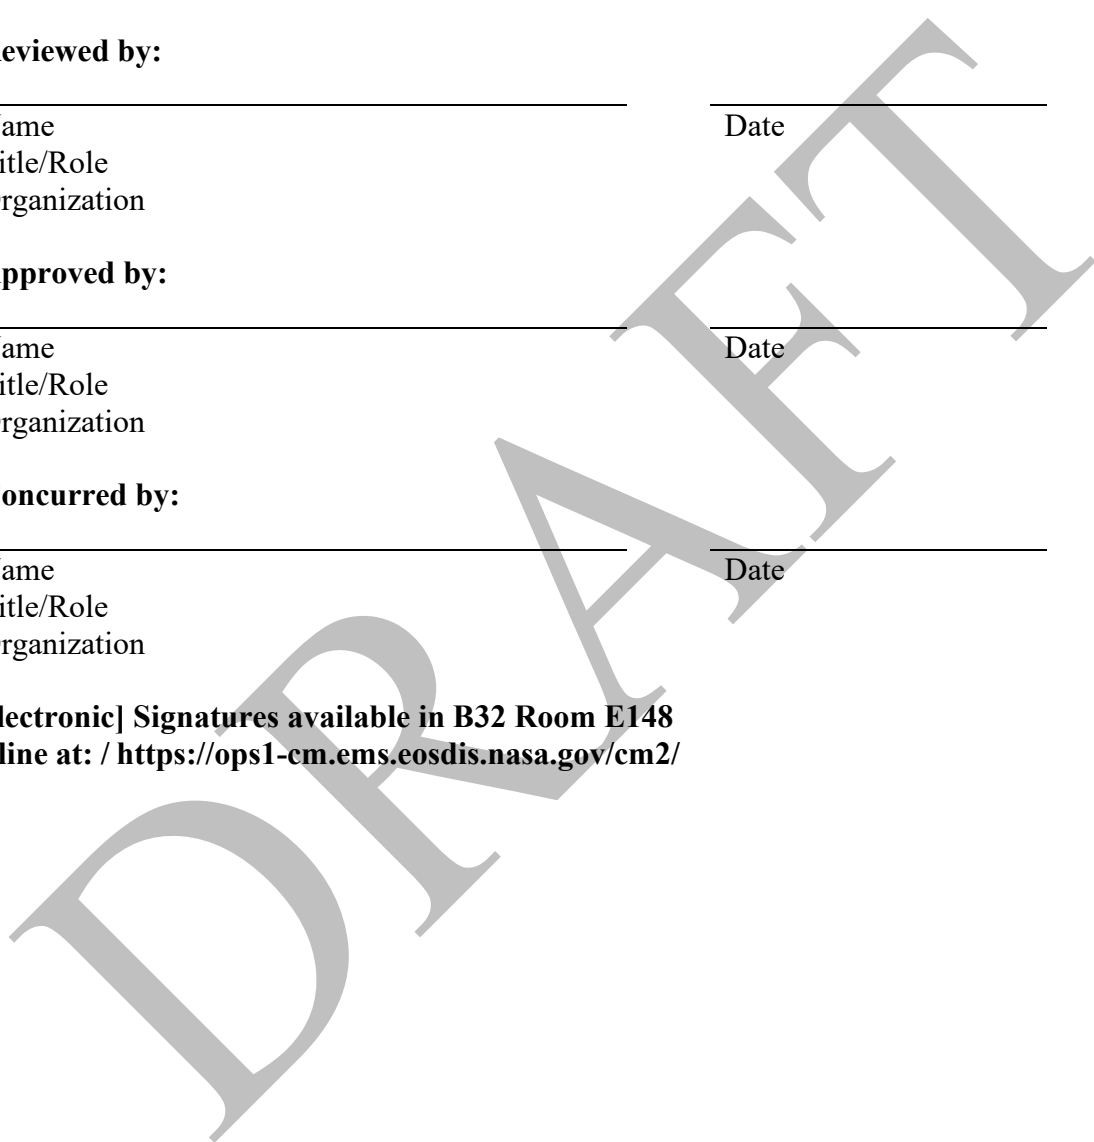 eviewed by:
ame Date
itle/Role
rganization
pproved by:
ame Date
itle/Role
rganization
oncurred by:
ame Date
itle/Role
rganization
lectronic] Signatures available in B32 Room E148
line at: / https://ops1-cm.ems.eosdis.nasa.gov/cm2/
DRAFT